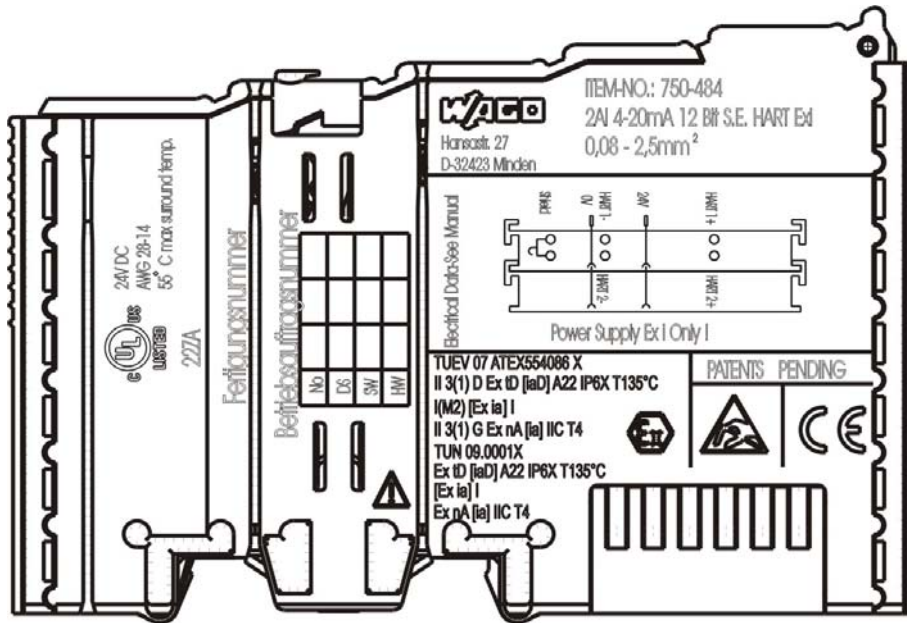 24V DC
AWG 28-14
55° C max surround temp.
C UL US
LISTED
22ZA
Fertigungsnummer
Betriebsauftragsnummer
No
DS
SW
HW
WAGO
Hansastr. 27
D-32423 Minden
ITEM-NO.: 750-484
2AI 4-20mA 12 Bit S.E. HART Exi
0,08 - 2,5mm²
Electrical Data-See Manual
Shield
0V
HART 1-
24V
HART 1+
HART 2-
HART 2+
Power Supply Ex i Only !
TUEV 07 ATEX554086 X
II 3(1) D Ex tD [iaD] A22 IP6X T135°C
I(M2) [Ex ia] I
II 3(1) G Ex nA [ia] IIC T4
TUN 09.0001X
Ex tD [iaD] A22 IP6X T135°C
[Ex ia] I
Ex nA [ia] IIC T4
Ex
PATENTS PENDING
CE